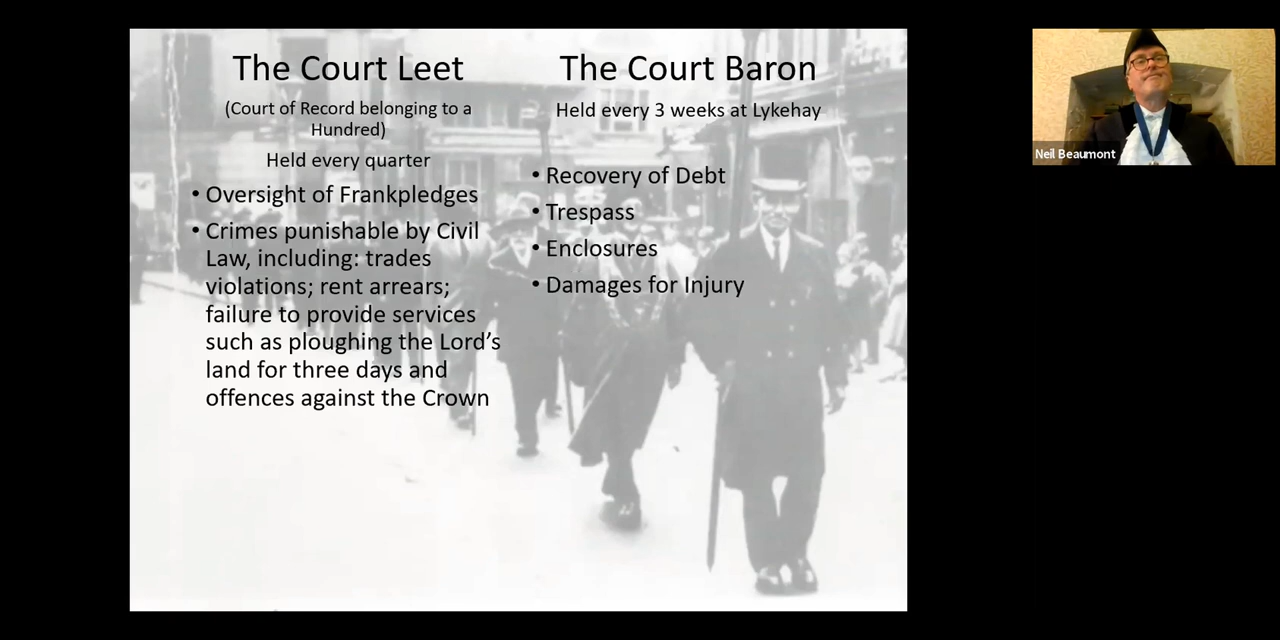 The Court Leet
(Court of Record belonging to a
Hundred)
Held every quarter
• Oversight of Frankpledges
• Crimes punishable by Civil
Law, including: trades
violations; rent arrears;
failure to provide services
such as ploughing the Lord’s
land for three days and
offences against the Crown
The Court Baron
Held every 3 weeks at Lykehay
• Recovery of Debt
• Trespass
• Enclosures
• Damages for Injury
Neil Beaumont